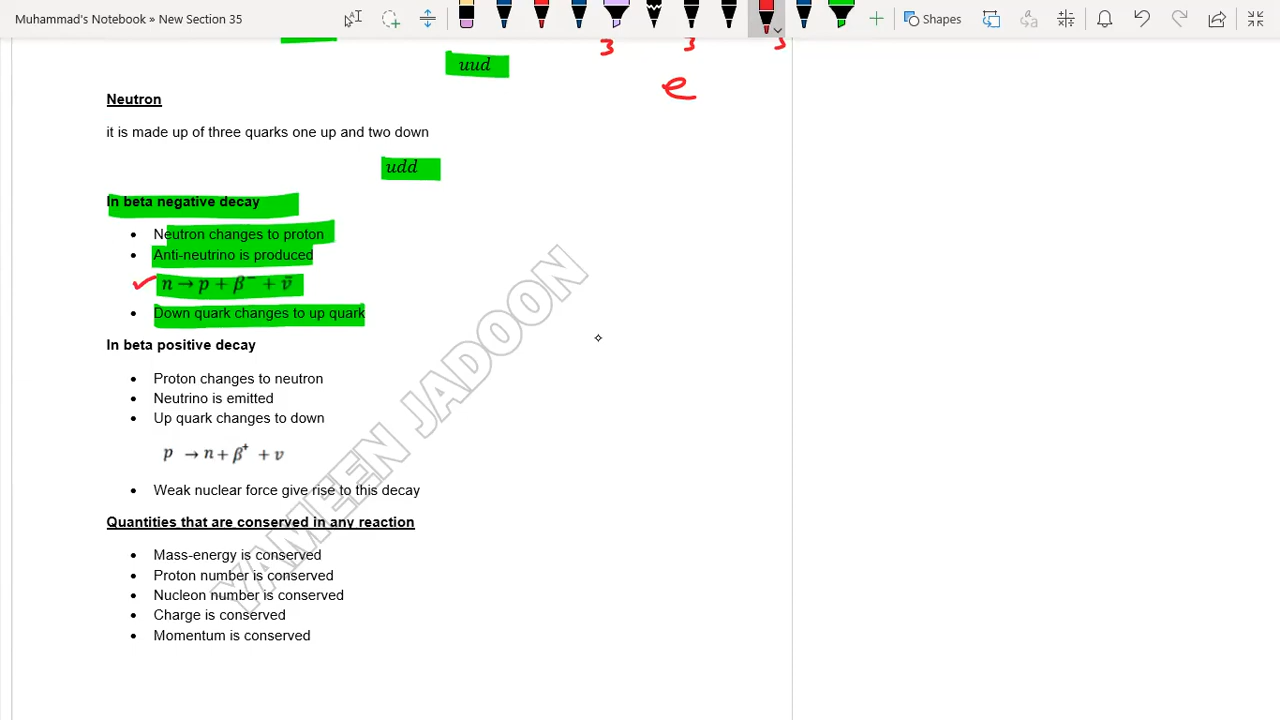 Muhammad's Notebook » New Section 35
Shapes
3 3 3
uud
e
Neutron
it is made up of three quarks one up and two down
udd
In beta negative decay
• Neutron changes to proton
• Anti-neutrino is produced
n → p + β⁻ + v̄
• Down quark changes to up quark
In beta positive decay
• Proton changes to neutron
• Neutrino is emitted
• Up quark changes to down
p → n + β⁺ + v
• Weak nuclear force give rise to this decay
Quantities that are conserved in any reaction
• Mass-energy is conserved
• Proton number is conserved
• Nucleon number is conserved
• Charge is conserved
• Momentum is conserved
YAMEEN JADOON